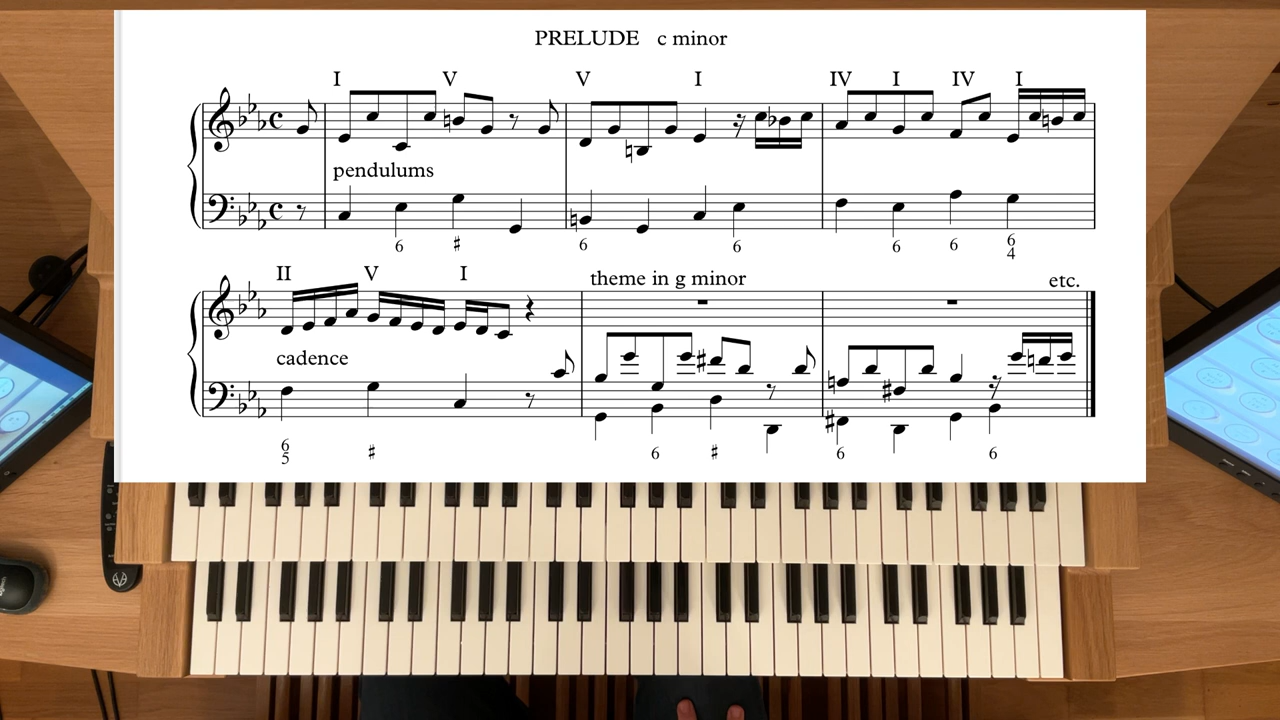 PRELUDE c minor
I V V I IV I IV I
pendulums
6 # 6 6 6 6 6
4
II V I theme in g minor etc.
cadence
6 # 6 # 6 6
5